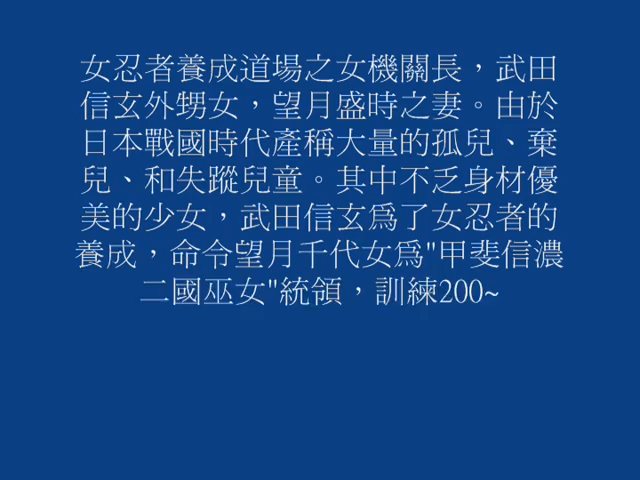 女忍者養成道場之女機關長，武田
信玄外甥女，望月盛時之妻。由於
日本戰國時代產稱大量的孤兒、棄
兒、和失蹤兒童。其中不乏身材優
美的少女，武田信玄爲了女忍者的
養成，命令望月千代女爲"甲斐信濃
二國巫女"統領，訓練200~